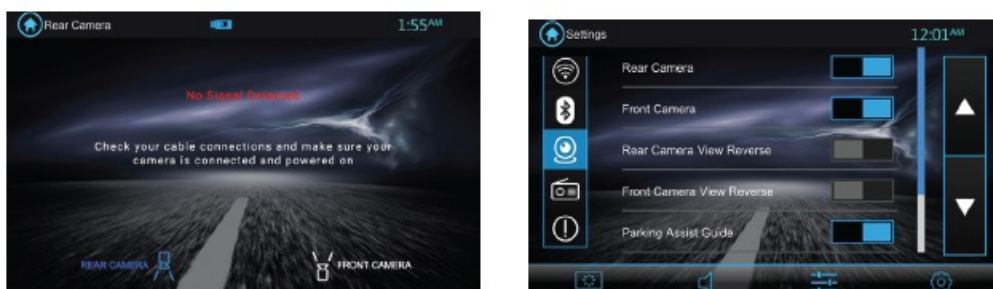 Rear Camera
1:55AM
No Signal Detected
Check your cable connections and make sure your
camera is connected and powered on
REAR CAMERA
FRONT CAMERA
Settings
12:01AM
Rear Camera
Front Camera
Rear Camera View Reverse
Front Camera View Reverse
Parking Assist Guide